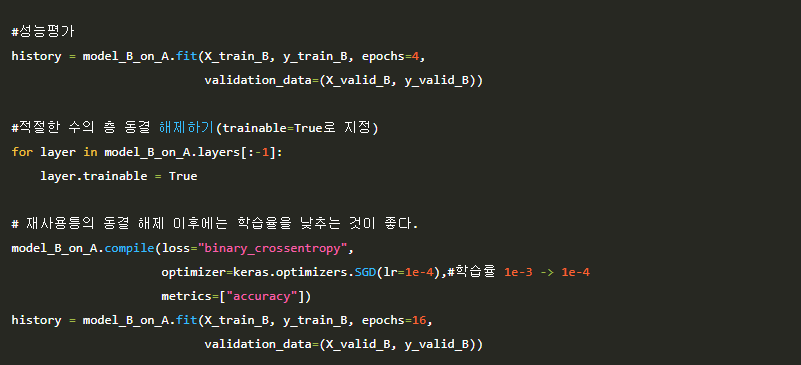 #성능평가
history = model_B_on_A.fit(X_train_B, y_train_B, epochs=4,
                           validation_data=(X_valid_B, y_valid_B))
#적절한 수의 층 동결 해제하기(trainable=True로 지정)
for layer in model_B_on_A.layers[:-1]:
    layer.trainable = True
# 재사용틍의 동결 해제 이후에는 학습율을 낮추는 것이 좋다.
model_B_on_A.compile(loss="binary_crossentropy",
                     optimizer=keras.optimizers.SGD(lr=1e-4),#학습률 1e-3 -> 1e-4
                     metrics=["accuracy"])
history = model_B_on_A.fit(X_train_B, y_train_B, epochs=16,
                           validation_data=(X_valid_B, y_valid_B))